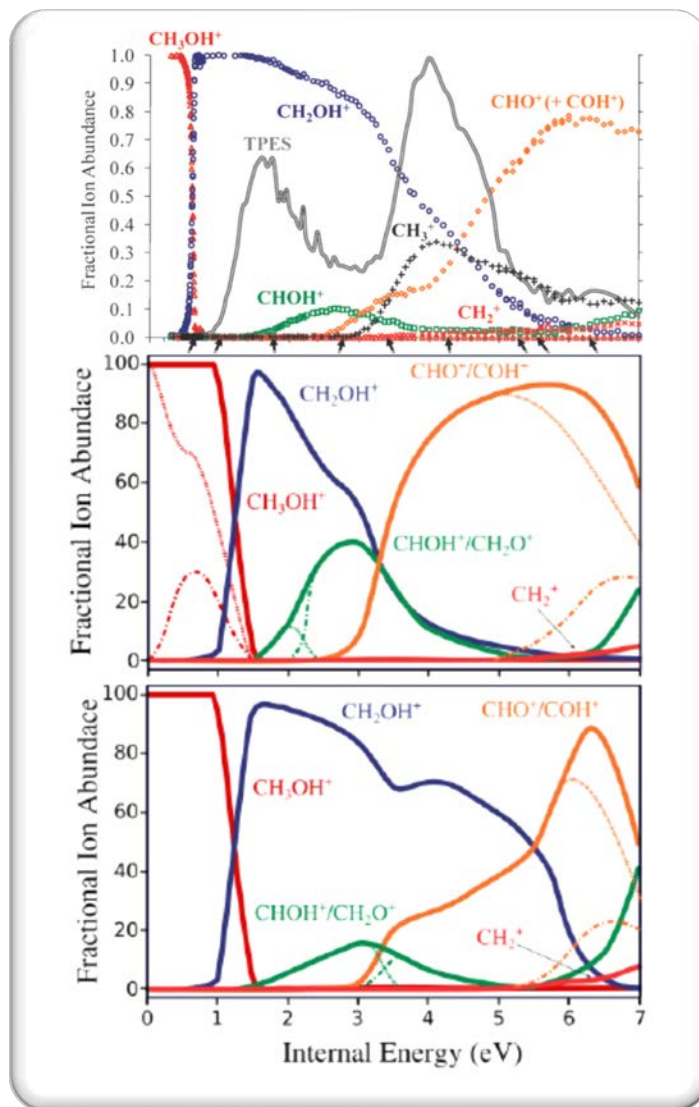 CH₃OH⁺
1.0
0.9
0.8
0.7
0.6
0.5
0.4
0.3
0.2
0.1
0.0
Fractional Ion Abundance
CH₂OH⁺
CHO⁺(+ COH⁺)
TPES
CH₃⁺
CHOH⁺
CH₂⁺
100
80
60
40
20
0
Fractional Ion Abundace
CHO⁺/COH⁺
CH₂OH⁺
CH₃OH⁺
CHOH⁺/CH₂O⁺
CH₂⁺
100
80
60
40
20
0
Fractional Ion Abundace
CH₂OH⁺
CHO⁺/COH⁺
CH₃OH⁺
CHOH⁺/CH₂O⁺
CH₂⁺
0 1 2 3 4 5 6 7
Internal Energy (eV)